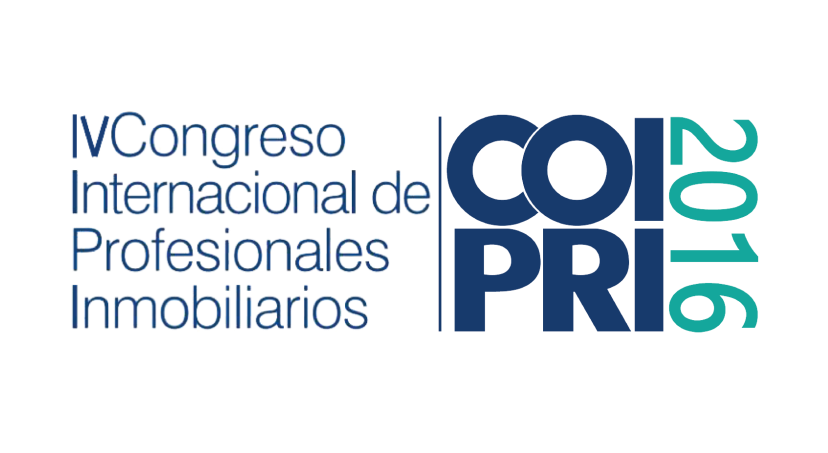 IVCongreso
Internacional de
Profesionales
Inmobiliarios
COI
PRI
2016